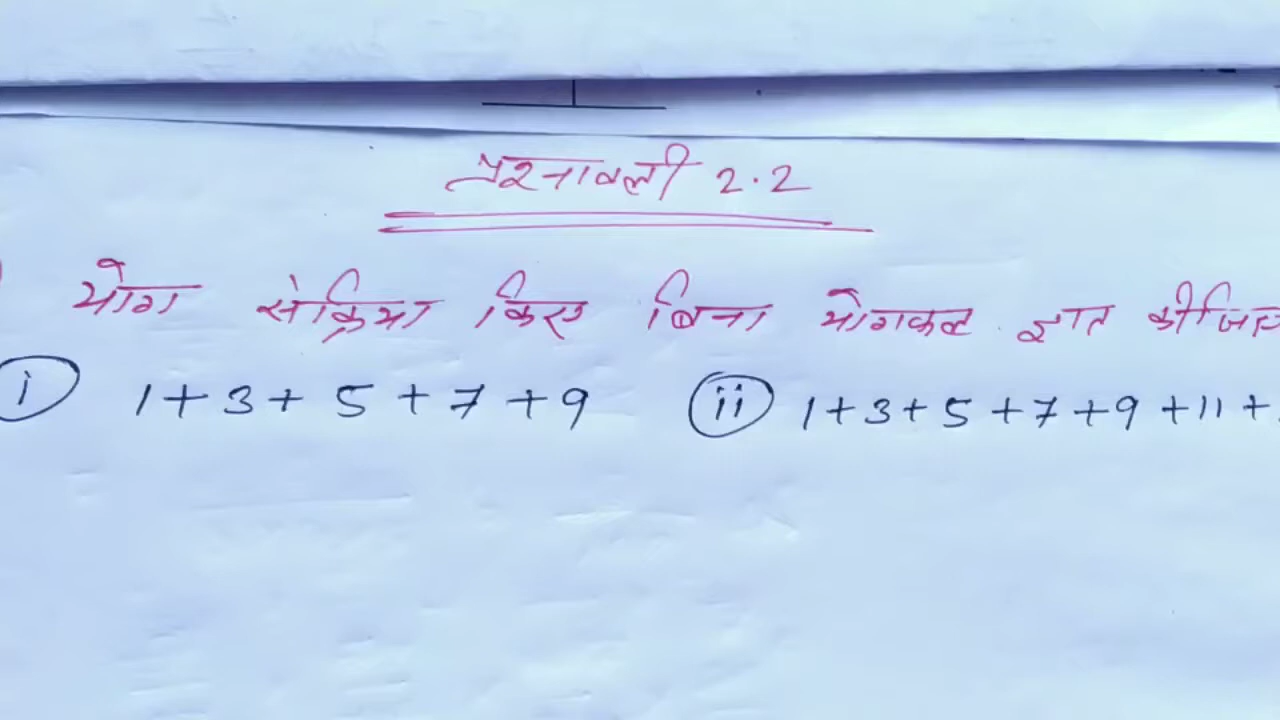 प्रश्नावली 2.2
योग संक्रिया किए बिना योगफल ज्ञात कीजिए
i 1+3+5+7+9 ii 1+3+5+7+9+11+